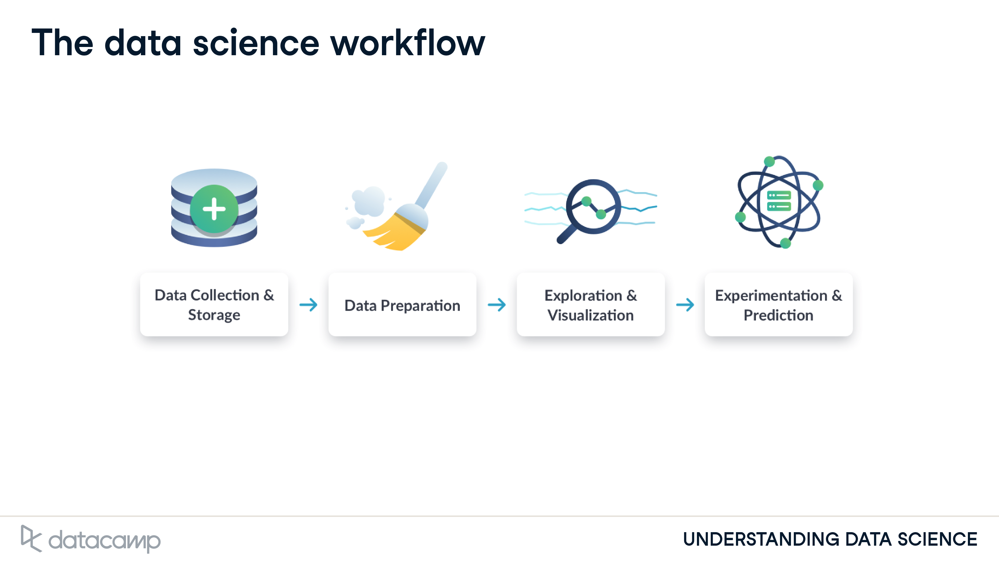 The data science workflow
Data Collection &
Storage
Data Preparation
Exploration &
Visualization
Experimentation &
Prediction
datacamp
UNDERSTANDING DATA SCIENCE